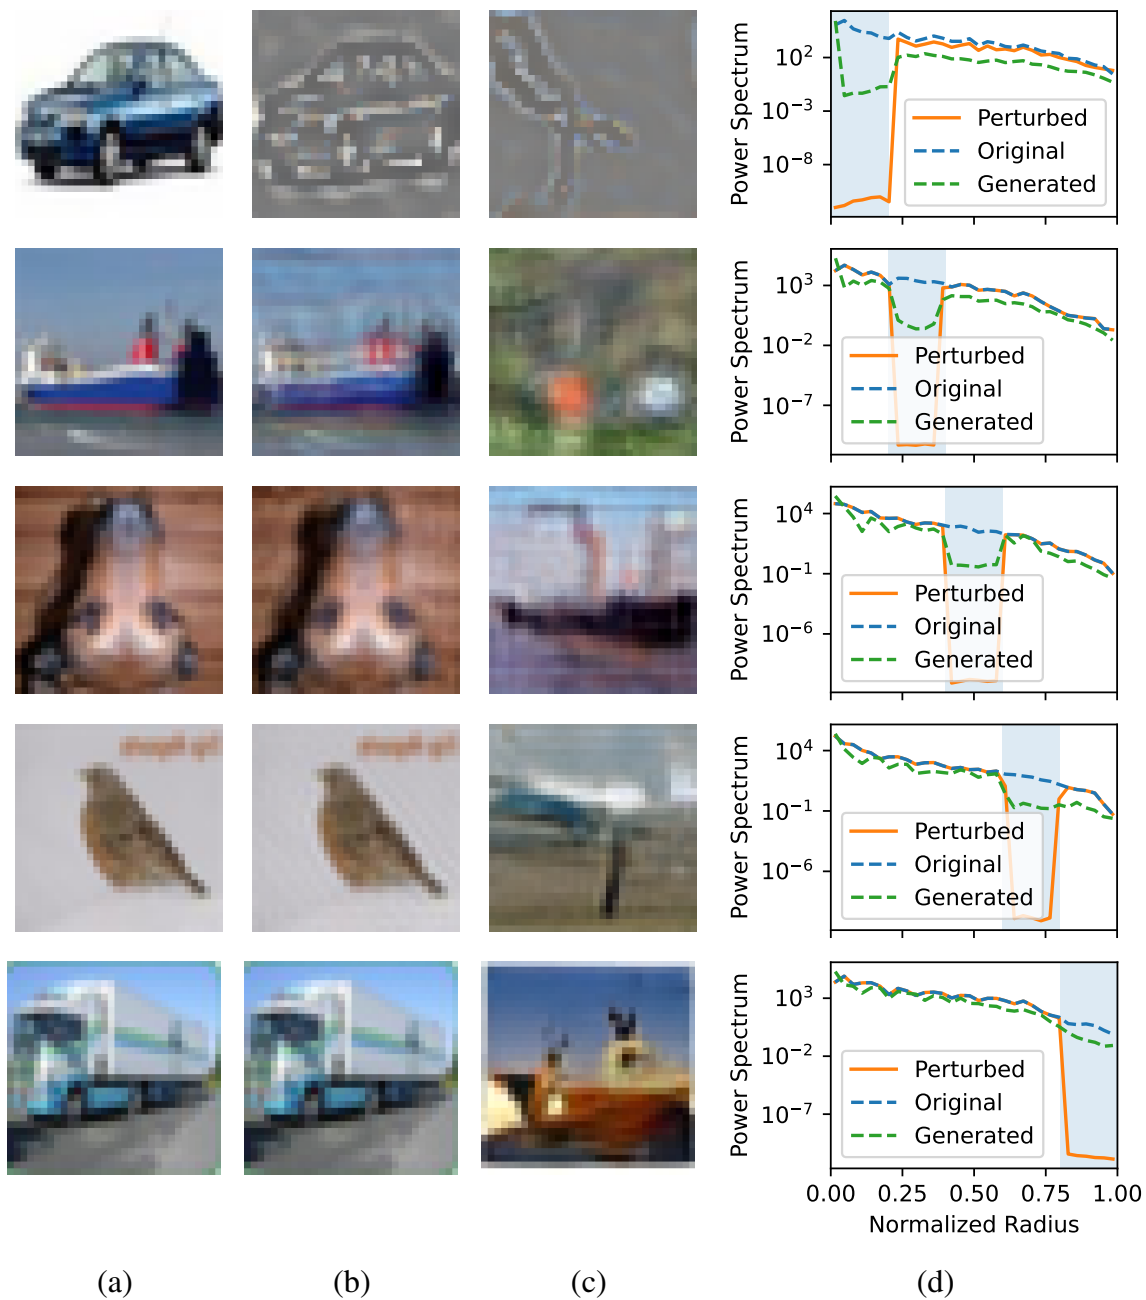 Power Spectrum
10^2
10^-3
10^-8
Perturbed
Original
Generated
Power Spectrum
10^3
10^-2
10^-7
Perturbed
Original
Generated
Power Spectrum
10^4
10^-1
10^-6
Perturbed
Original
Generated
Power Spectrum
10^4
10^-1
10^-6
Perturbed
Original
Generated
Power Spectrum
10^3
10^-2
10^-7
Perturbed
Original
Generated
0.00 0.25 0.50 0.75 1.00
Normalized Radius
(a) (b) (c) (d)